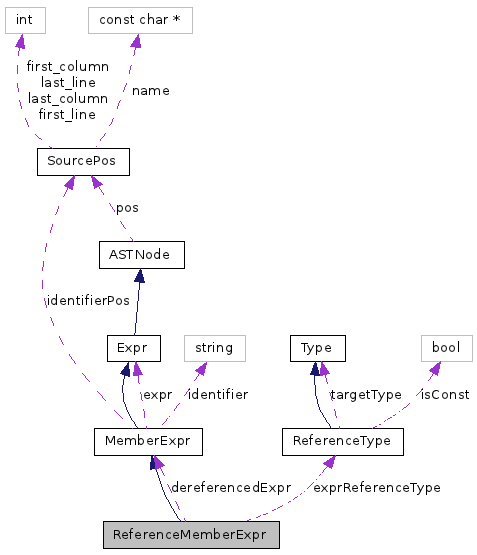 int
const char *
first_column
last_line
last_column
first_line
name
SourcePos
pos
ASTNode
identifierPos
Expr
string
Type
bool
expr
identifier
targetType
isConst
MemberExpr
ReferenceType
dereferencedExpr
exprReferenceType
ReferenceMemberExpr